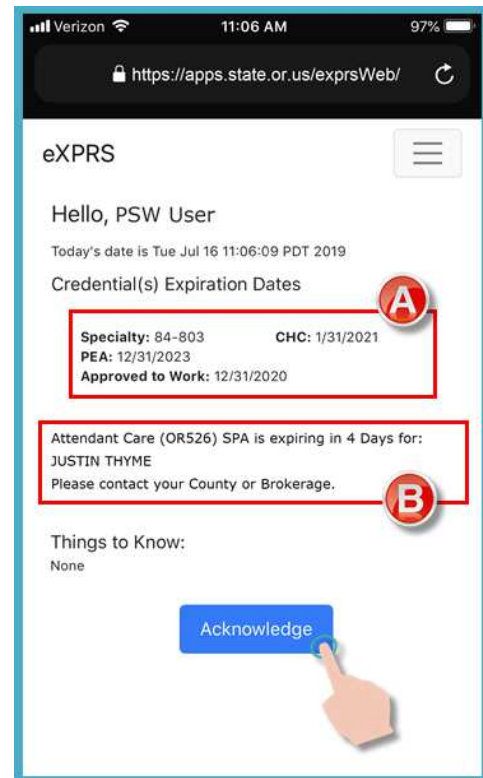 Verizon 11:06 AM 97%
https://apps.state.or.us/exprsWeb/
eXPRS
Hello, PSW User
Today's date is Tue Jul 16 11:06:09 PDT 2019
Credential(s) Expiration Dates
A
Specialty: 84-803 CHC: 1/31/2021
PEA: 12/31/2023
Approved to Work: 12/31/2020
Attendant Care (OR526) SPA is expiring in 4 Days for:
JUSTIN THYME
Please contact your County or Brokerage.
B
Things to Know:
None
Acknowledge